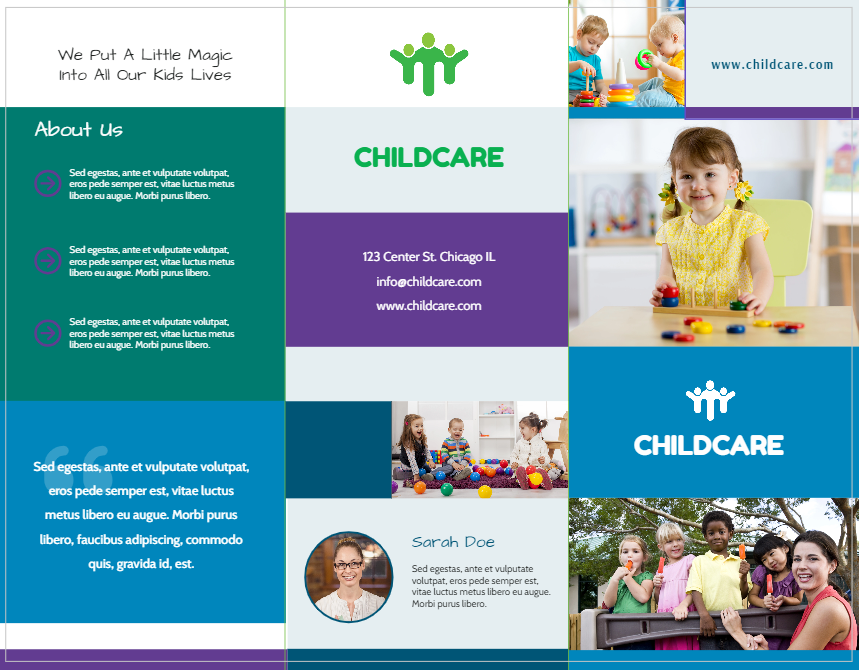 We Put A Little Magic
Into All Our Kids Lives
About Us
Sed egestas, ante et vulputate volutpat,
eros pede semper est, vitae luctus metus
libero eu augue. Morbi purus libero.
Sed egestas, ante et vulputate volutpat,
eros pede semper est, vitae luctus metus
libero eu augue. Morbi purus libero.
Sed egestas, ante et vulputate volutpat,
eros pede semper est, vitae luctus metus
libero eu augue. Morbi purus libero.
“
Sed egestas, ante et vulputate volutpat,
eros pede semper est, vitae luctus
metus libero eu augue. Morbi purus
libero, faucibus adipiscing, commodo
quis, gravida id, est.
CHILDCARE
123 Center St. Chicago IL
info@childcare.com
www.childcare.com
Sarah Doe
Sed egestas, ante et vulputate
volutpat, eros pede semper est,
vitae luctus metus libero eu augue.
Morbi purus libero.
www.childcare.com
CHILDCARE